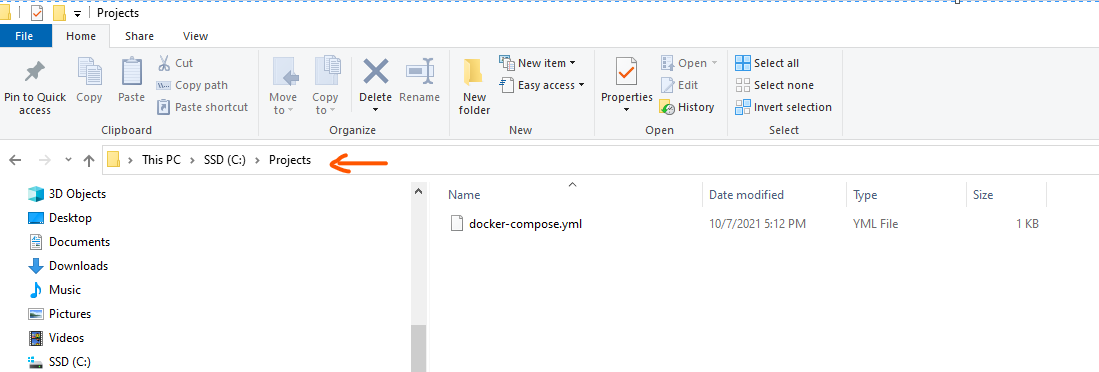 Projects
File Home Share View
Pin to Quick access
Copy
Paste
Cut
Copy path
Paste shortcut
Clipboard
Move to
Copy to
Delete
Rename
Organize
New folder
New item
Easy access
New
Properties
Open
Edit
History
Open
Select all
Select none
Invert selection
Select
This PC > SSD (C:) > Projects
3D Objects
Desktop
Documents
Downloads
Music
Pictures
Videos
SSD (C:)
Name Date modified Type Size
docker-compose.yml 10/7/2021 5:12 PM YML File 1 KB